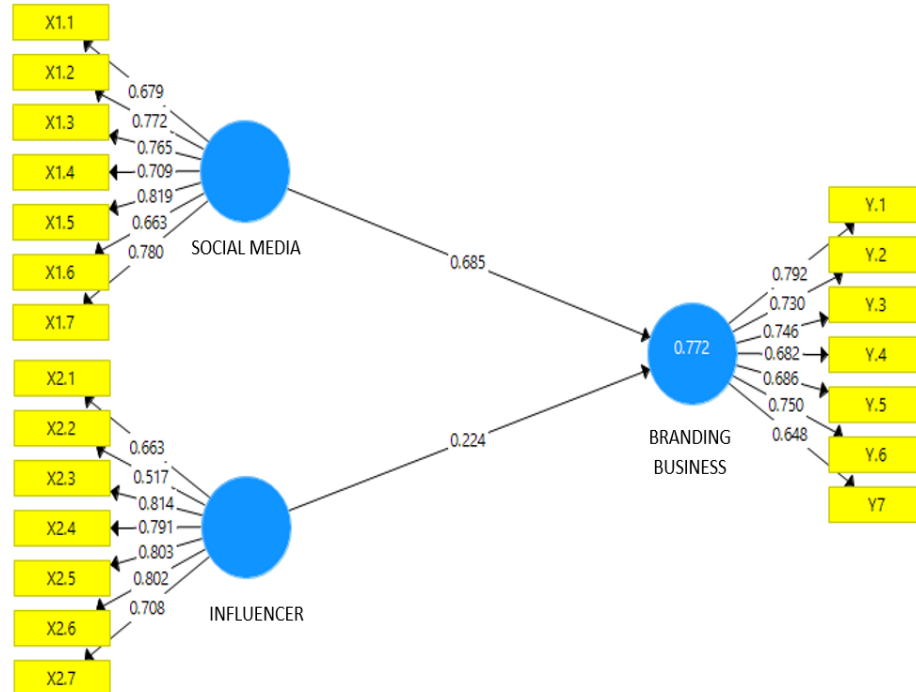 X1.1
X1.2
X1.3
X1.4
X1.5
X1.6
X1.7
0.679
0.772
0.765
0.709
0.819
0.663
0.780
SOCIAL MEDIA
0.685
X2.1
X2.2
X2.3
X2.4
X2.5
X2.6
X2.7
0.663
0.517
0.814
0.791
0.803
0.802
0.708
INFLUENCER
0.224
0.772
BRANDING
BUSINESS
0.792
0.730
0.746
0.682
0.686
0.750
0.648
Y.1
Y.2
Y.3
Y.4
Y.5
Y.6
Y7